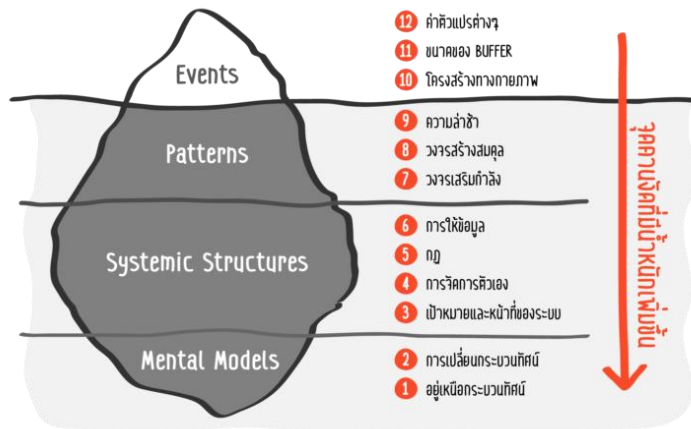 Events
12 ค่าตัวแปรต่างๆ
11 ขนาดของ BUFFER
10 โครงสร้างทางกายภาพ
Patterns
9 ความล่าช้า
8 วงจรสร้างสมดุล
7 วงจรเสริมกำลัง
Systemic Structures
6 การให้ข้อมูล
5 กฎ
4 การจัดการตัวเอง
3 เป้าหมายและหน้าที่ของระบบ
Mental Models
2 การเปลี่ยนกระบวนทัศน์
1 อยู่เหนือกระบวนทัศน์
จุดคานงัดที่มีน้ำหนักเพิ่มขึ้น